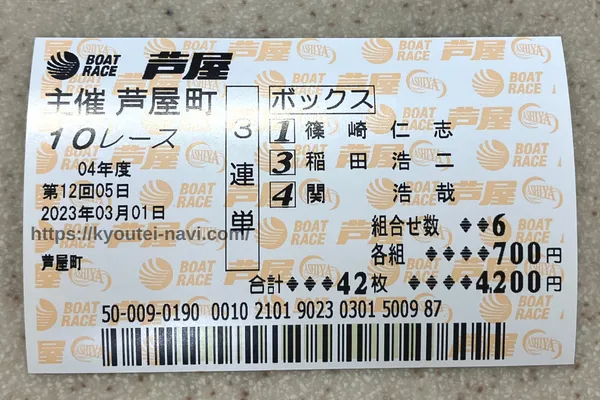 BOAT RACE 芦屋
主催 芦屋町
10レース
04年度
第12回05日
2023年03月01日
https://kyoutei-navi.com/
芦屋町
3連単
ボックス
1 篠崎仁志
3 稲田浩二
4 関 浩哉
組合せ数 ◆◆6
各組 ◆◆◆◆700円
合計◆◆◆42枚 ◆◆◆◆4200円
50-009-0190 0010 2101 9023 0301 5009 87